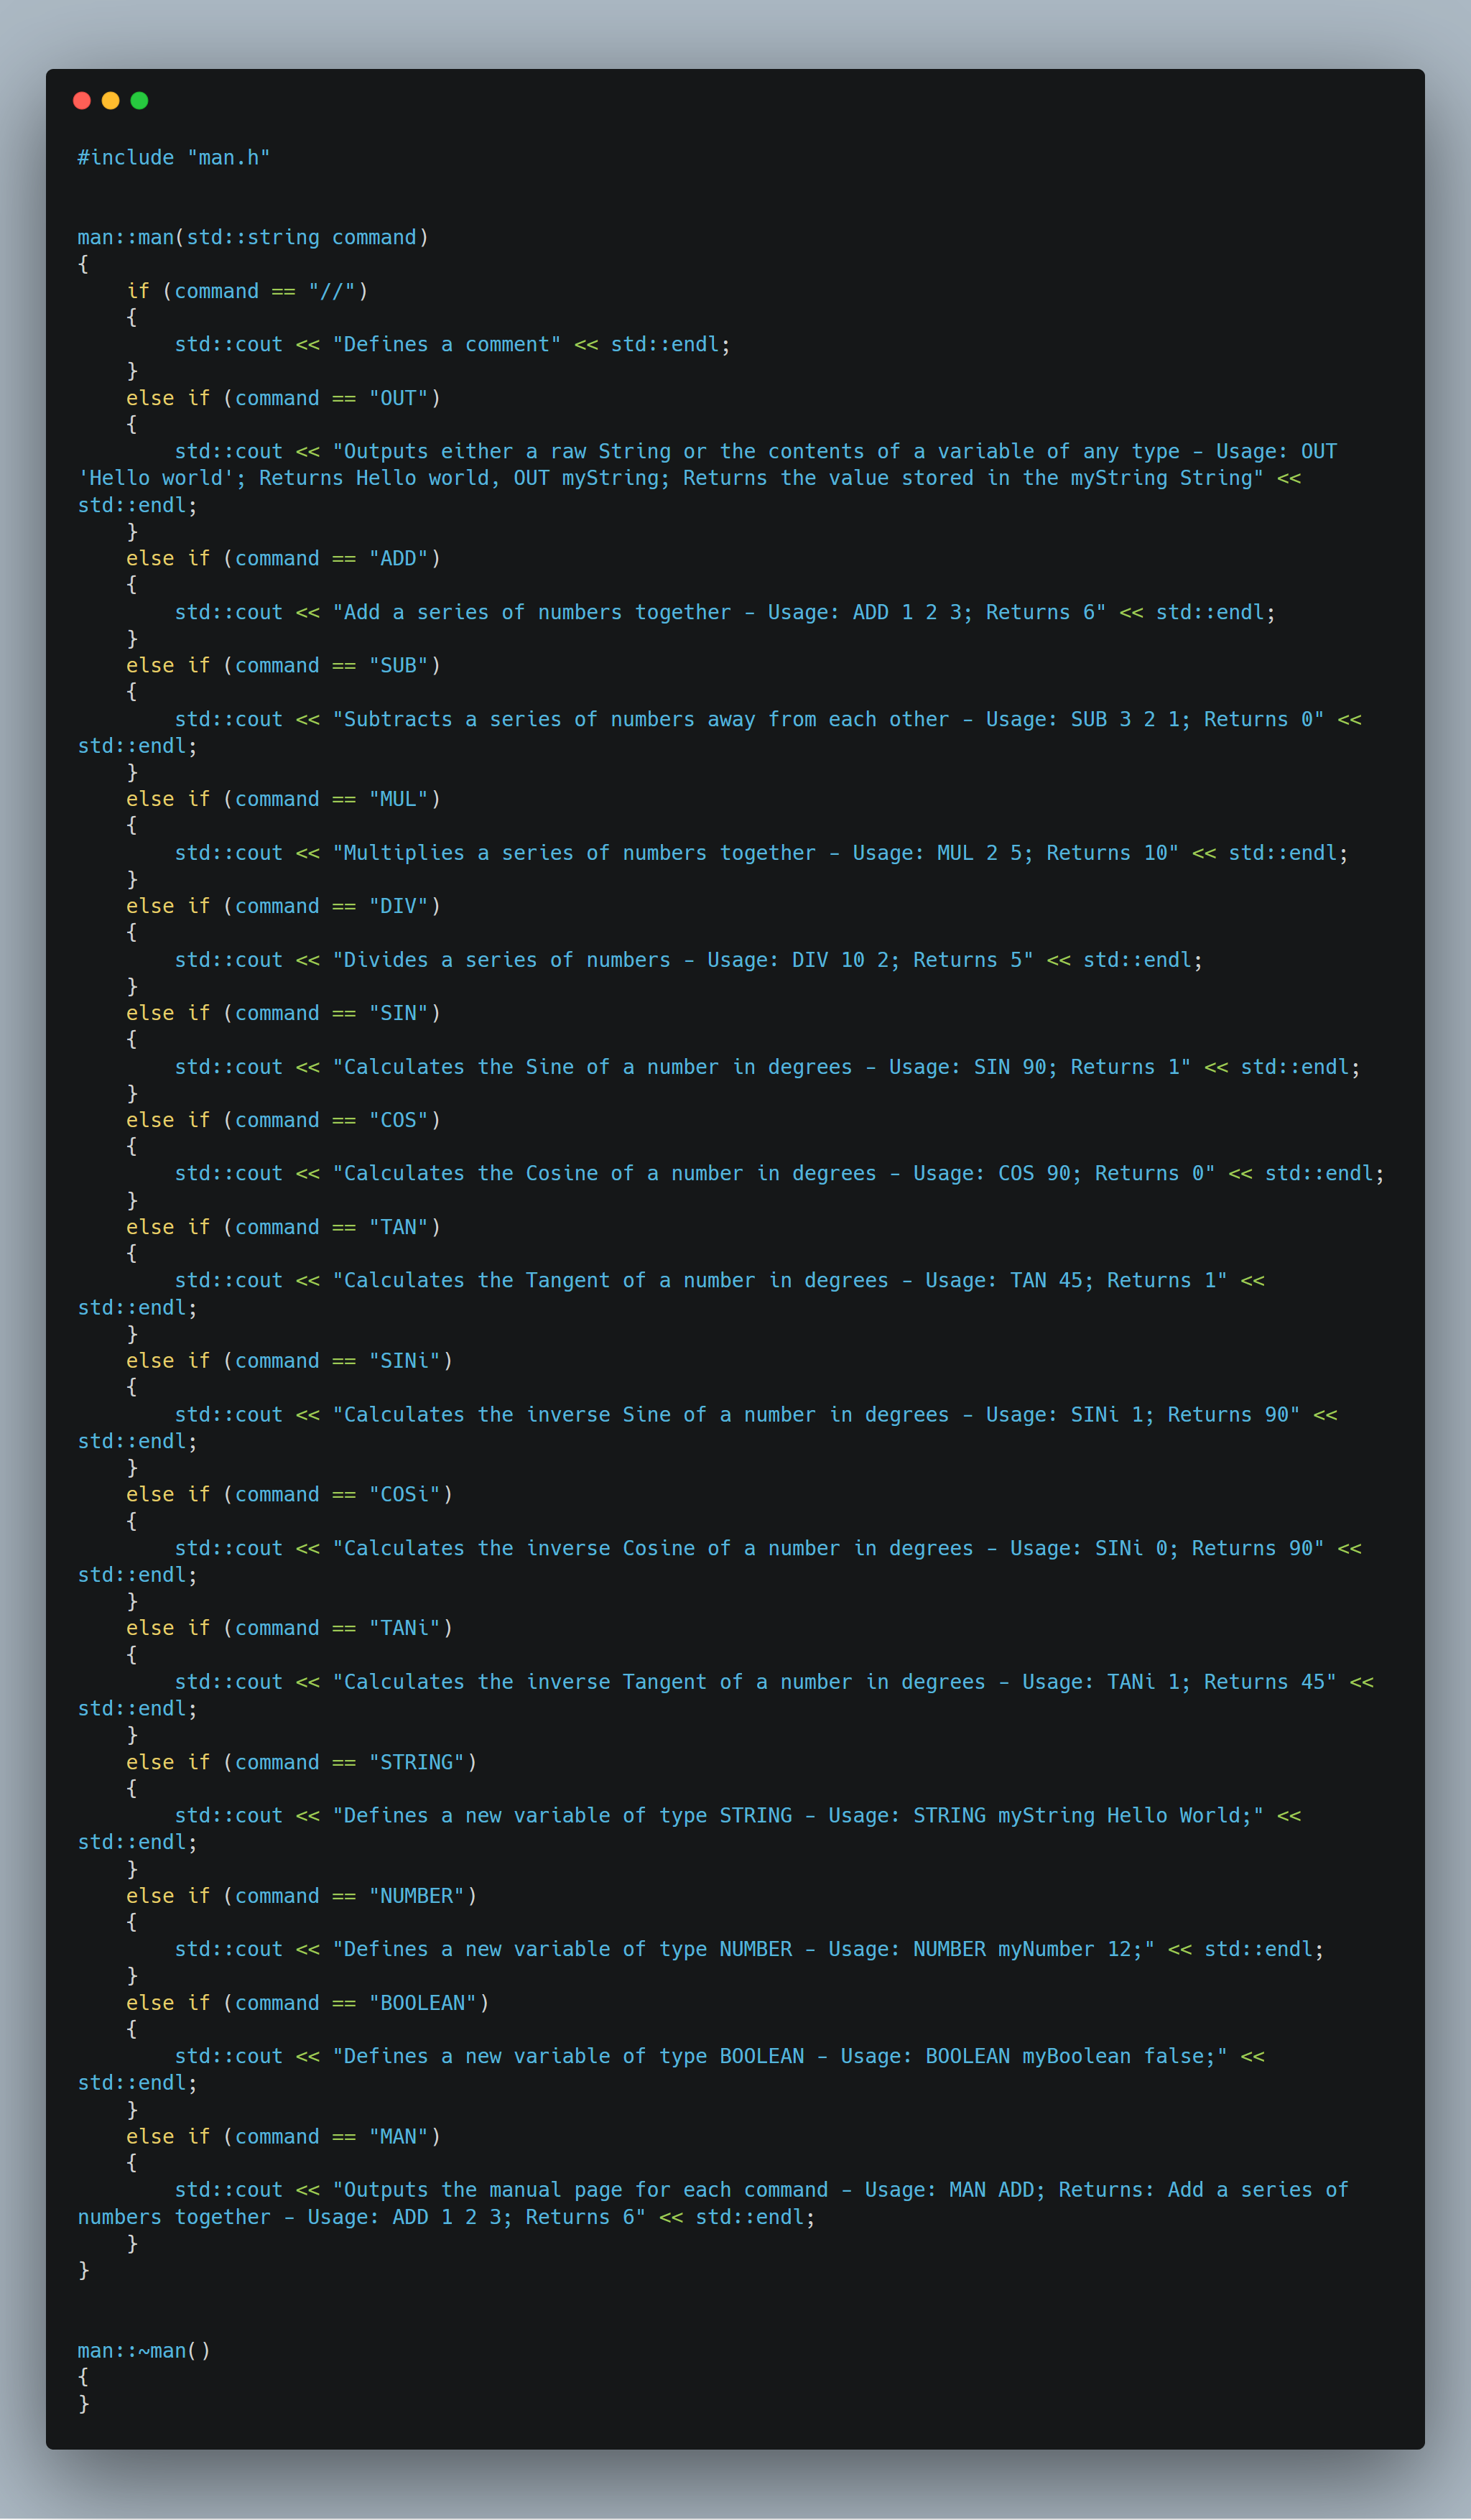 #include "man.h"


man::man(std::string command)
{
    if (command == "//")
    {
        std::cout << "Defines a comment" << std::endl;
    }
    else if (command == "OUT")
    {
        std::cout << "Outputs either a raw String or the contents of a variable of any type - Usage: OUT
'Hello world'; Returns Hello world, OUT myString; Returns the value stored in the myString String" <<
std::endl;
    }
    else if (command == "ADD")
    {
        std::cout << "Add a series of numbers together - Usage: ADD 1 2 3; Returns 6" << std::endl;
    }
    else if (command == "SUB")
    {
        std::cout << "Subtracts a series of numbers away from each other - Usage: SUB 3 2 1; Returns 0" <<
std::endl;
    }
    else if (command == "MUL")
    {
        std::cout << "Multiplies a series of numbers together - Usage: MUL 2 5; Returns 10" << std::endl;
    }
    else if (command == "DIV")
    {
        std::cout << "Divides a series of numbers - Usage: DIV 10 2; Returns 5" << std::endl;
    }
    else if (command == "SIN")
    {
        std::cout << "Calculates the Sine of a number in degrees - Usage: SIN 90; Returns 1" << std::endl;
    }
    else if (command == "COS")
    {
        std::cout << "Calculates the Cosine of a number in degrees - Usage: COS 90; Returns 0" << std::endl;
    }
    else if (command == "TAN")
    {
        std::cout << "Calculates the Tangent of a number in degrees - Usage: TAN 45; Returns 1" <<
std::endl;
    }
    else if (command == "SINi")
    {
        std::cout << "Calculates the inverse Sine of a number in degrees - Usage: SINi 1; Returns 90" <<
std::endl;
    }
    else if (command == "COSi")
    {
        std::cout << "Calculates the inverse Cosine of a number in degrees - Usage: SINi 0; Returns 90" <<
std::endl;
    }
    else if (command == "TANi")
    {
        std::cout << "Calculates the inverse Tangent of a number in degrees - Usage: TANi 1; Returns 45" <<
std::endl;
    }
    else if (command == "STRING")
    {
        std::cout << "Defines a new variable of type STRING - Usage: STRING myString Hello World;" <<
std::endl;
    }
    else if (command == "NUMBER")
    {
        std::cout << "Defines a new variable of type NUMBER - Usage: NUMBER myNumber 12;" << std::endl;
    }
    else if (command == "BOOLEAN")
    {
        std::cout << "Defines a new variable of type BOOLEAN - Usage: BOOLEAN myBoolean false;" <<
std::endl;
    }
    else if (command == "MAN")
    {
        std::cout << "Outputs the manual page for each command - Usage: MAN ADD; Returns: Add a series of
numbers together - Usage: ADD 1 2 3; Returns 6" << std::endl;
    }
}


man::~man()
{
}